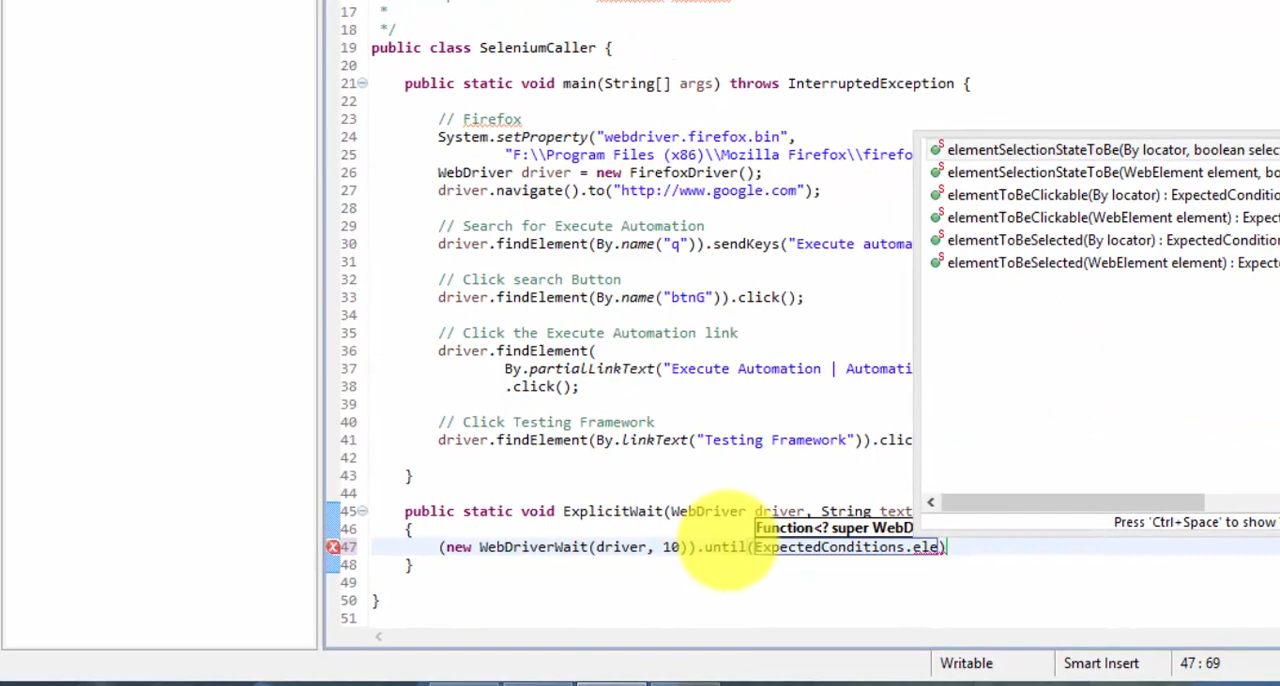 17 *
18 */
19 public class SeleniumCaller {
20
21 public static void main(String[] args) throws InterruptedException {
22
23 // Firefox
24 System.setProperty("webdriver.firefox.bin",
25 "F:\\Program Files (x86)\\Mozilla Firefox\\firefo
26 WebDriver driver = new FirefoxDriver();
27 driver.navigate().to("http://www.google.com");
28
29 // Search for Execute Automation
30 driver.findElement(By.name("q")).sendKeys("Execute automa
31
32 // Click search Button
33 driver.findElement(By.name("btnG")).click();
34
35 // Click the Execute Automation link
36 driver.findElement(
37 By.partialLinkText("Execute Automation | Automati
38 .click();
39
40 // Click Testing Framework
41 driver.findElement(By.linkText("Testing Framework")).clic
42
43 }
44
45 public static void ExplicitWait(WebDriver driver, String text
46 {
Function<? super WebD
47 (new WebDriverWait(driver, 10)).until(ExpectedConditions.ele)
48 }
49
50 }
51
elementSelectionStateToBe(By locator, boolean selec
elementSelectionStateToBe(WebElement element, bo
elementToBeClickable(By locator) : ExpectedConditio
elementToBeClickable(WebElement element) : Expect
elementToBeSelected(By locator) : ExpectedCondition
elementToBeSelected(WebElement element) : Expecte
Press 'Ctrl+Space' to show
Writable
Smart Insert
47 : 69